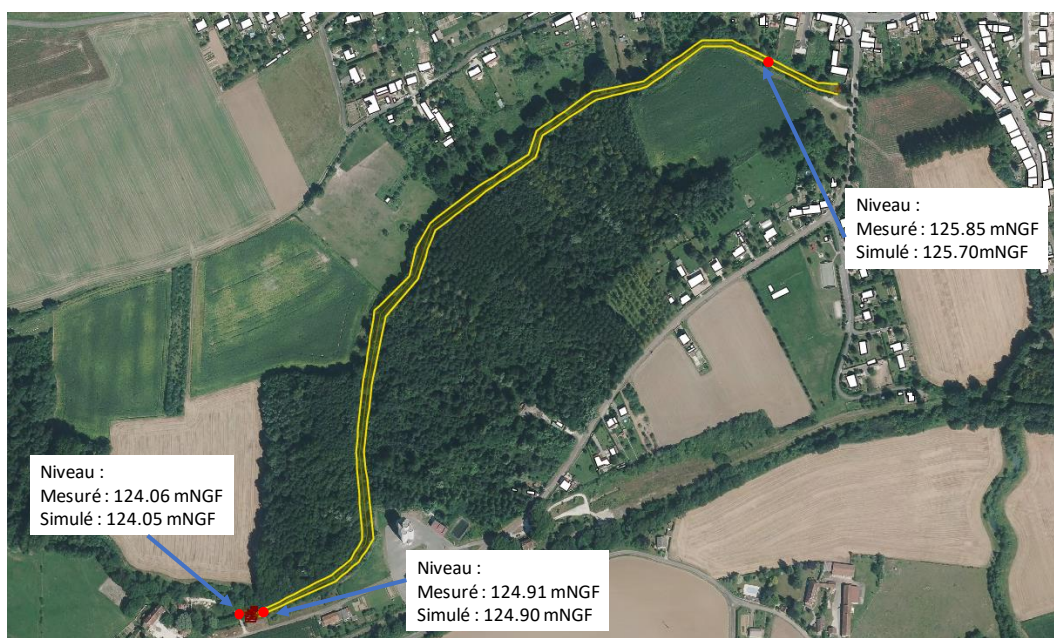 Niveau :
Mesuré : 125.85 mNGF
Simulé : 125.70mNGF
Niveau :
Mesuré : 124.06 mNGF
Simulé : 124.05 mNGF
Niveau :
Mesuré : 124.91 mNGF
Simulé : 124.90 mNGF